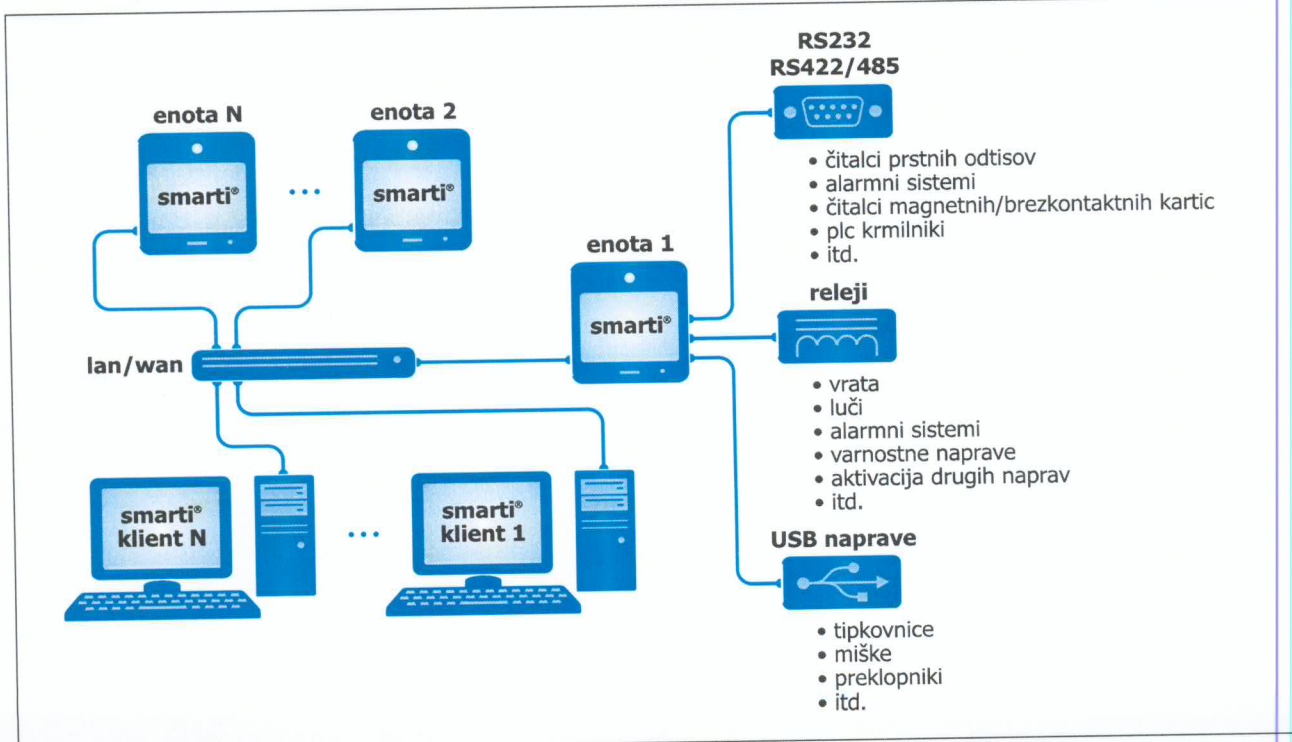 RS232
RS422/485
• čitalci prstnih odtisov
• alarmni sistemi
• čitalci magnetnih/brezkontaktnih kartic
• plc krmilniki
• itd.
enota N
smarti®
...
enota 2
smarti®
enota 1
smarti®
releji
• vrata
• luči
• alarmni sistemi
• varnostne naprave
• aktivacija drugih naprav
• itd.
lan/wan
smarti®
klient N
...
smarti®
klient 1
USB naprave
• tipkovnice
• miške
• preklopniki
• itd.